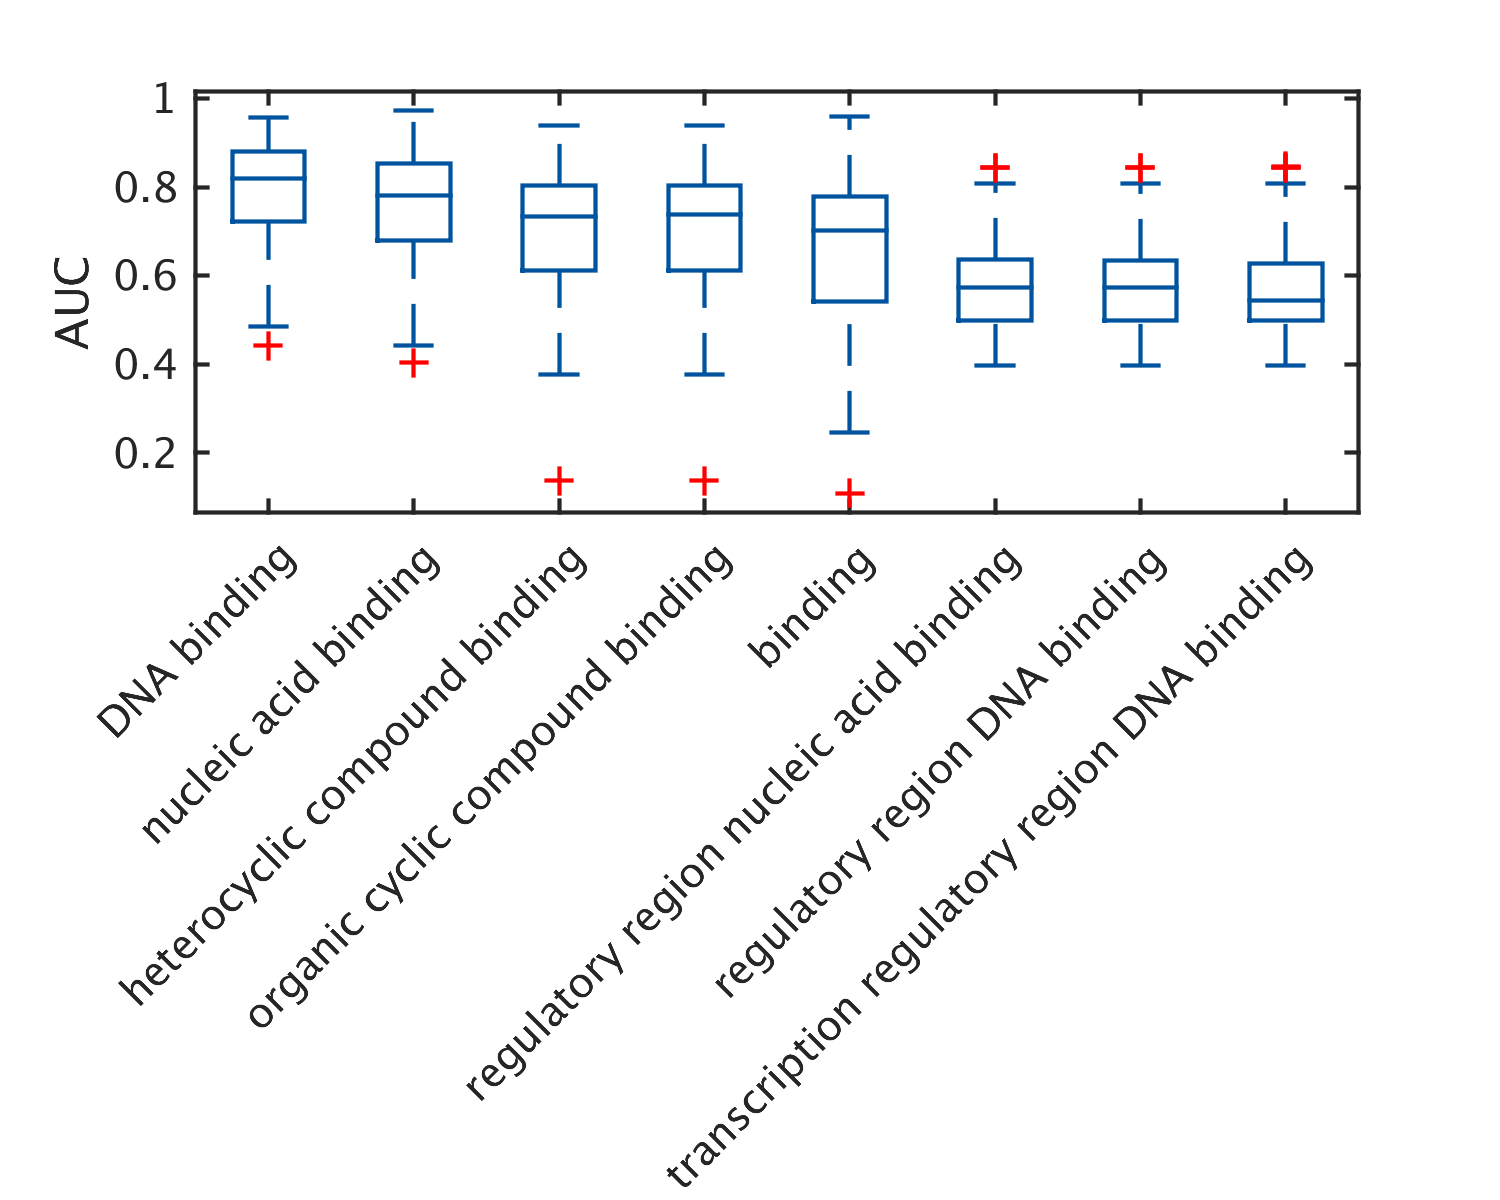 1
0.8
0.6
0.4
0.2
AUC
DNA binding
nucleic acid binding
heterocyclic compound binding
organic cyclic compound binding
binding
regulatory region nucleic acid binding
regulatory region DNA binding
transcription regulatory region DNA binding